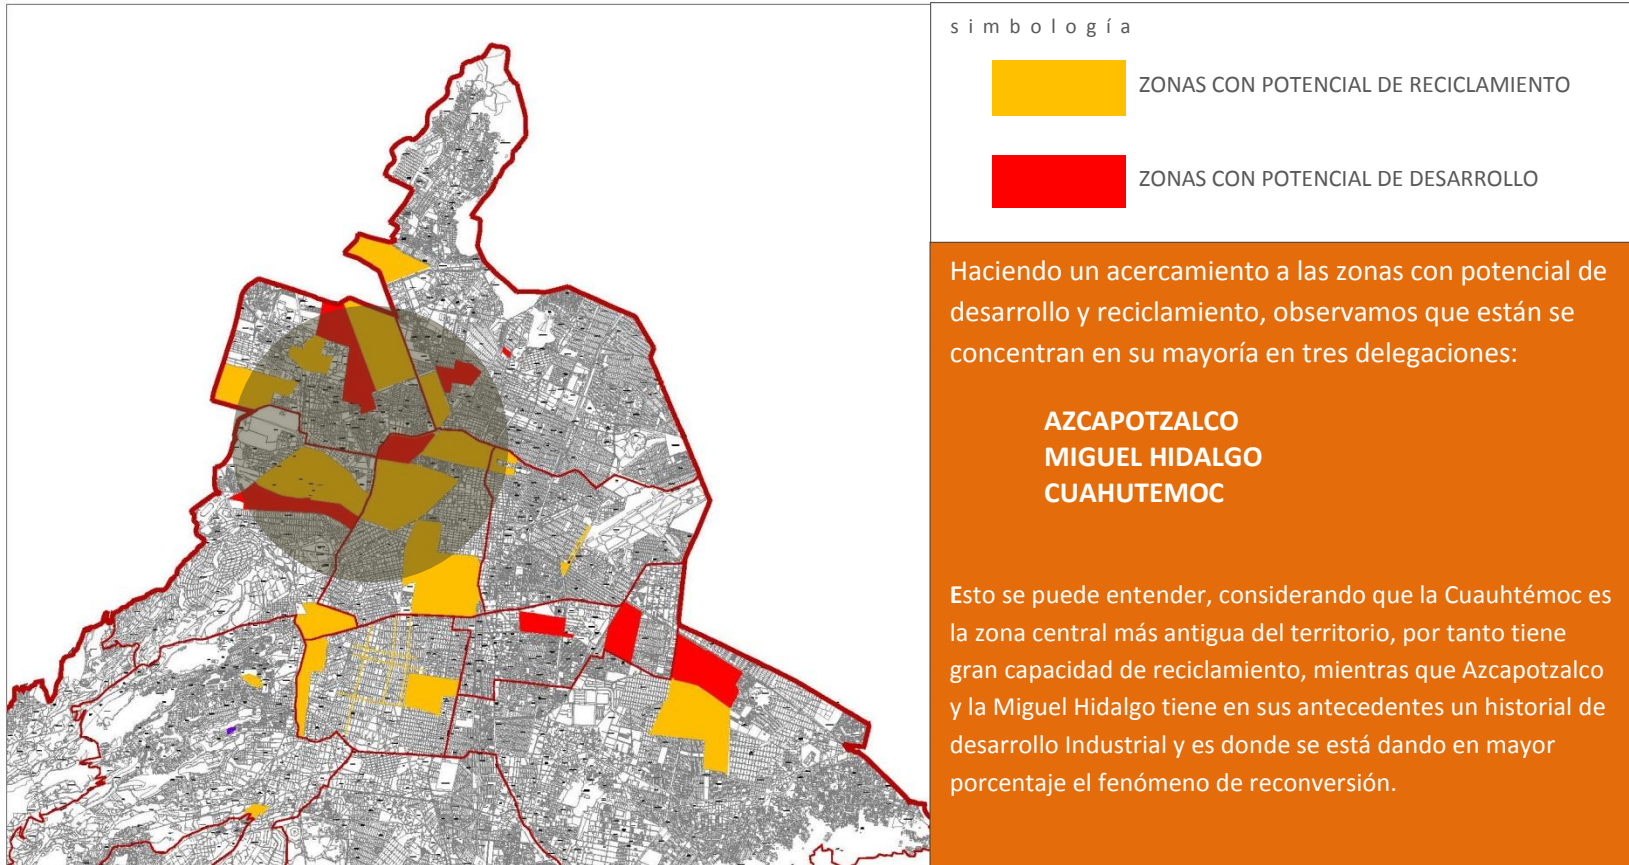 simbología
ZONAS CON POTENCIAL DE RECICLAMIENTO
ZONAS CON POTENCIAL DE DESARROLLO
Haciendo un acercamiento a las zonas con potencial de
desarrollo y reciclamiento, observamos que están se
concentran en su mayoría en tres delegaciones:
AZCAPOTZALCO
MIGUEL HIDALGO
CUAHUTEMOC
Esto se puede entender, considerando que la Cuauhtémoc es
la zona central más antigua del territorio, por tanto tiene
gran capacidad de reciclamiento, mientras que Azcapotzalco
y la Miguel Hidalgo tiene en sus antecedentes un historial de
desarrollo Industrial y es donde se está dando en mayor
porcentaje el fenómeno de reconversión.